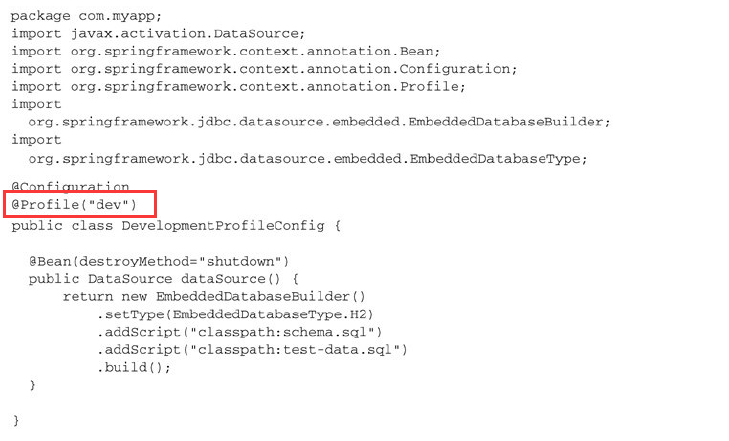 package com.myapp;
import javax.activation.DataSource;
import org.springframework.context.annotation.Bean;
import org.springframework.context.annotation.Configuration;
import org.springframework.context.annotation.Profile;
import
  org.springframework.jdbc.datasource.embedded.EmbeddedDatabaseBuilder;
import
  org.springframework.jdbc.datasource.embedded.EmbeddedDatabaseType;
@Configuration
@Profile("dev")
public class DevelopmentProfileConfig {
  @Bean(destroyMethod="shutdown")
  public DataSource dataSource() {
      return new EmbeddedDatabaseBuilder()
          .setType(EmbeddedDatabaseType.H2)
          .addScript("classpath:schema.sql")
          .addScript("classpath:test-data.sql")
          .build();
  }
}